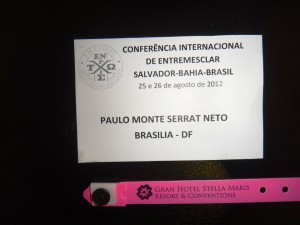 CONFERÊNCIA INTERNACIONAL
DE ENTREMESCLAR
SALVADOR-BAHIA-BRASIL
25 e 26 de agosto de 2012
PAULO MONTE SERRAT NETO
BRASILIA - DF
GRAN HOTEL STELLA MARIS
RESORT & CONVENTIONS